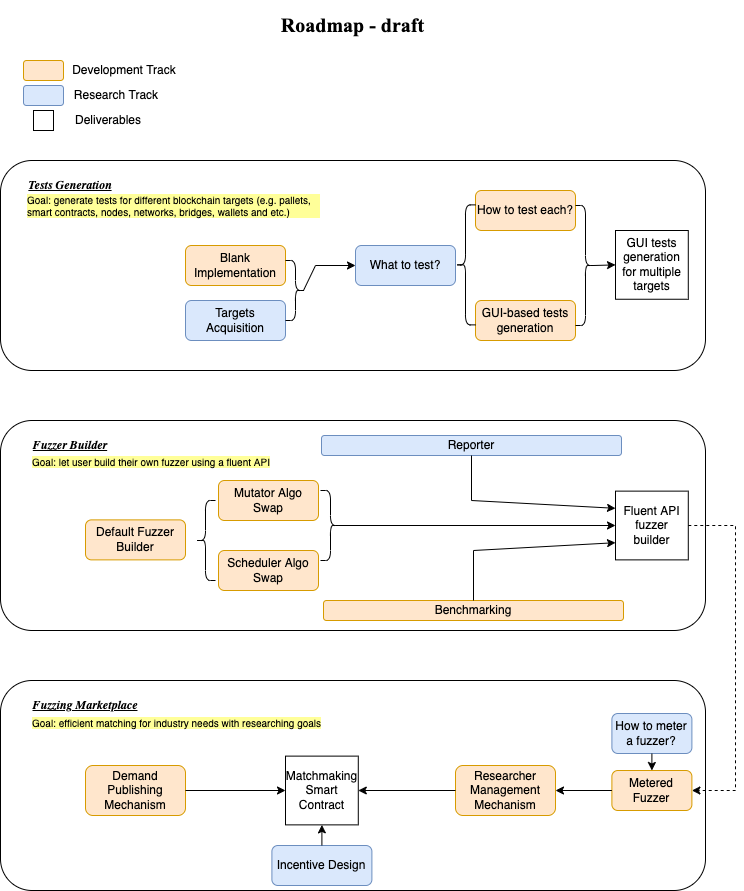 Roadmap - draft
Development Track
Research Track
Deliverables
Tests Generation
Goal: generate tests for different blockchain targets (e.g. pallets,
smart contracts, nodes, networks, bridges, wallets and etc.)
Blank
Implementation
Targets
Acquisition
What to test?
How to test each?
GUI-based tests
generation
GUI tests
generation
for multiple
targets
Fuzzer Builder
Goal: let user build their own fuzzer using a fluent API
Reporter
Default Fuzzer
Builder
Mutator Algo
Swap
Scheduler Algo
Swap
Benchmarking
Fluent API
fuzzer
builder
Fuzzing Marketplace
Goal: efficient matching for industry needs with researching goals
Demand
Publishing
Mechanism
Matchmaking
Smart
Contract
Incentive Design
Researcher
Management
Mechanism
How to meter
a fuzzer?
Metered
Fuzzer